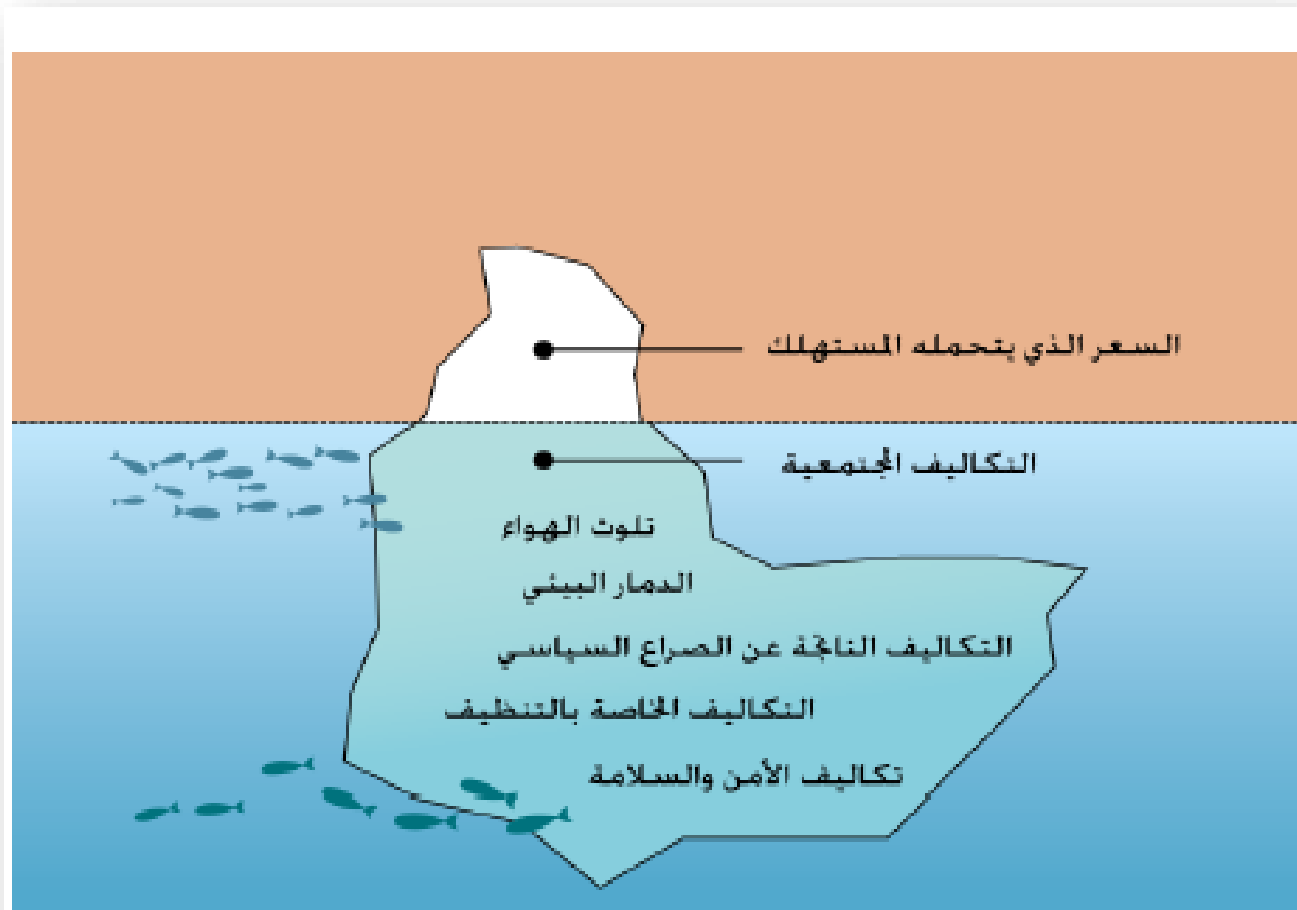 السعر الذي يتحمله المستهلك
التكاليف المجتمعية
تلوث الهواء
الدمار البيئي
التكاليف الناتجة عن الصراع السياسي
التكاليف الخاصة بالتنظيف
تكاليف الأمن والسلامة